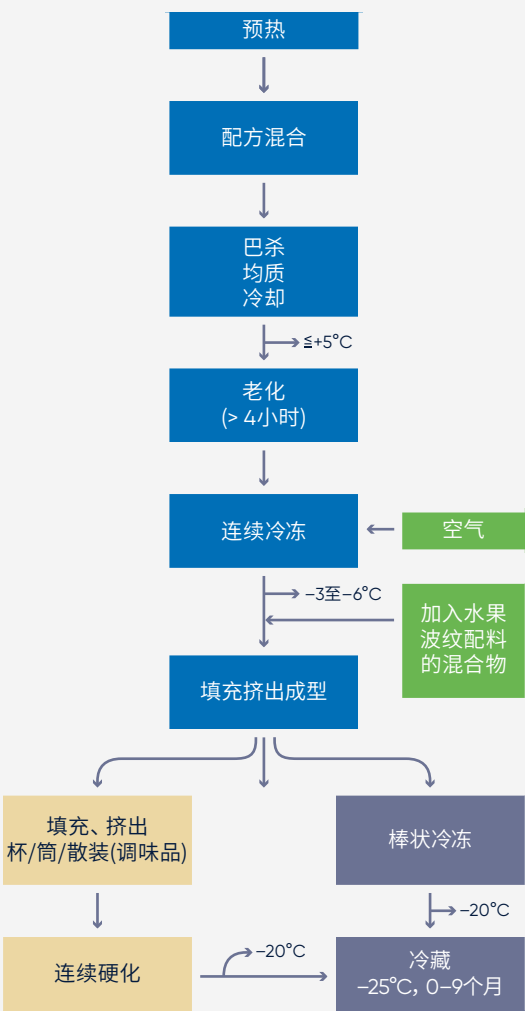 预热
配方混合
巴杀
均质
冷却
≦+5°C
老化
(> 4小时)
连续冷冻
空气
–3至–6°C
加入水果
波纹配料
的混合物
填充挤出成型
填充、挤出
杯/筒/散装(调味品)
棒状冷冻
–20°C
连续硬化
–20°C
冷藏
–25°C, 0–9个月